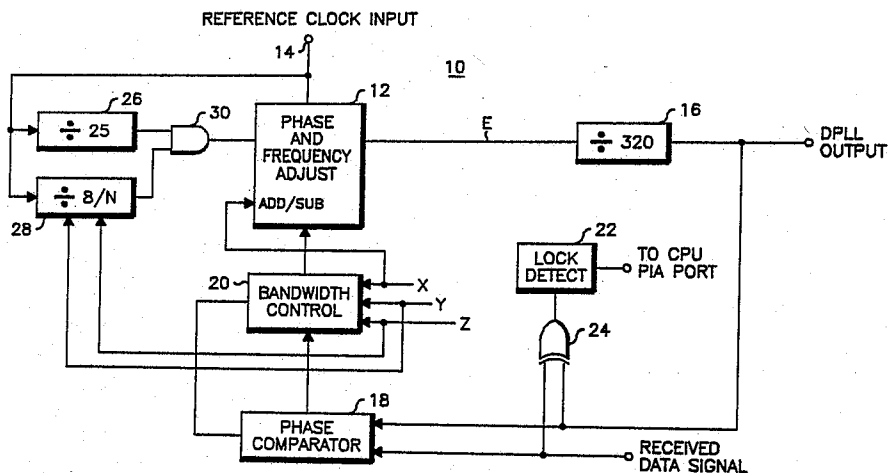 REFERENCE CLOCK INPUT
14
10
26
÷ 25
30
12
PHASE
AND
FREQUENCY
ADJUST
ADD/SUB
E
16
÷ 320
DPLL
OUTPUT
÷ 8/N
28
22
LOCK
DETECT
TO CPU
PIA PORT
20
BANDWIDTH
CONTROL
X
Y
Z
24
18
PHASE
COMPARATOR
RECEIVED
DATA SIGNAL